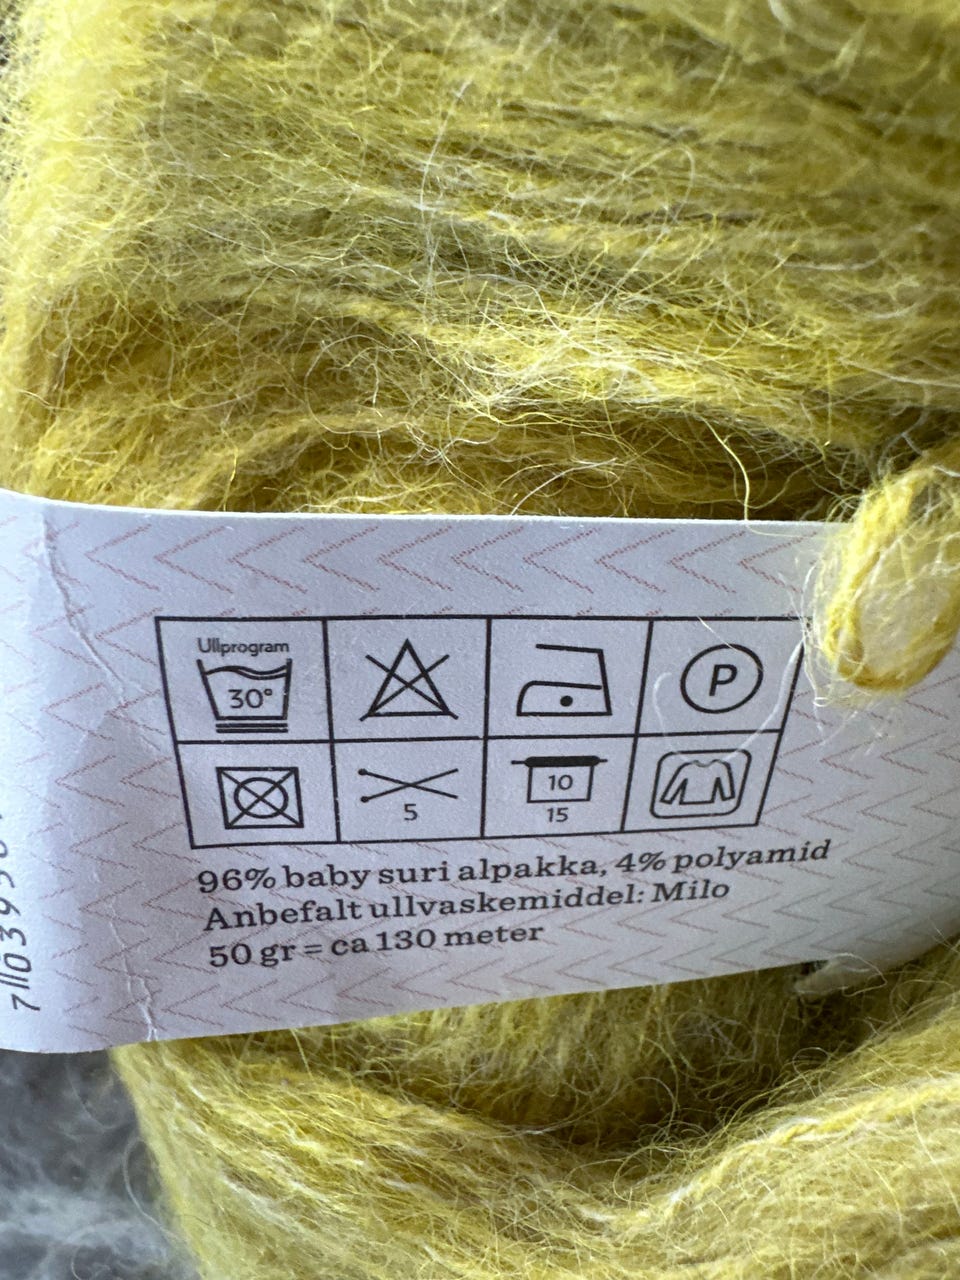 Ullprogram
30°
P
5
10
15
96% baby suri alpakka, 4% polyamid
Anbefalt ullvaskemiddel: Milo
50 gr = ca 130 meter